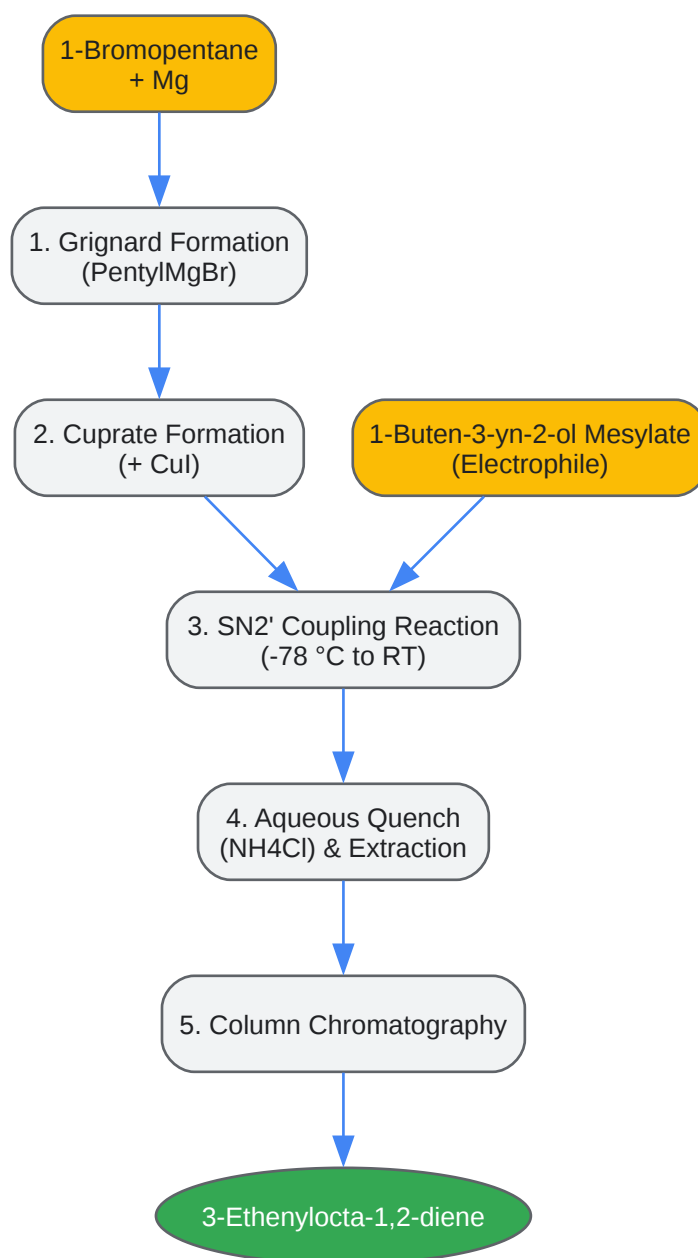 1-Bromopentane
+ Mg
1. Grignard Formation
(PentylMgBr)
2. Cuprate Formation
(+ CuI)
1-Buten-3-yn-2-ol Mesylate
(Electrophile)
3. SN2' Coupling Reaction
(-78 °C to RT)
4. Aqueous Quench
(NH4Cl) & Extraction
5. Column Chromatography
3-Ethenylocta-1,2-diene